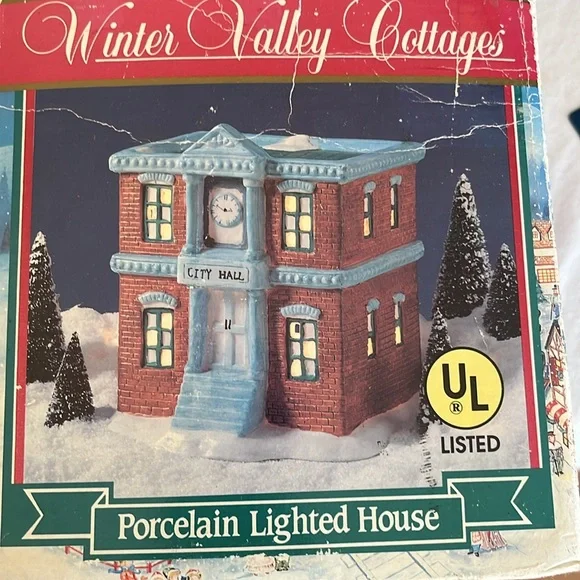 Winter Valley Cottages
CITY HALL
UL
®
LISTED
Porcelain Lighted House